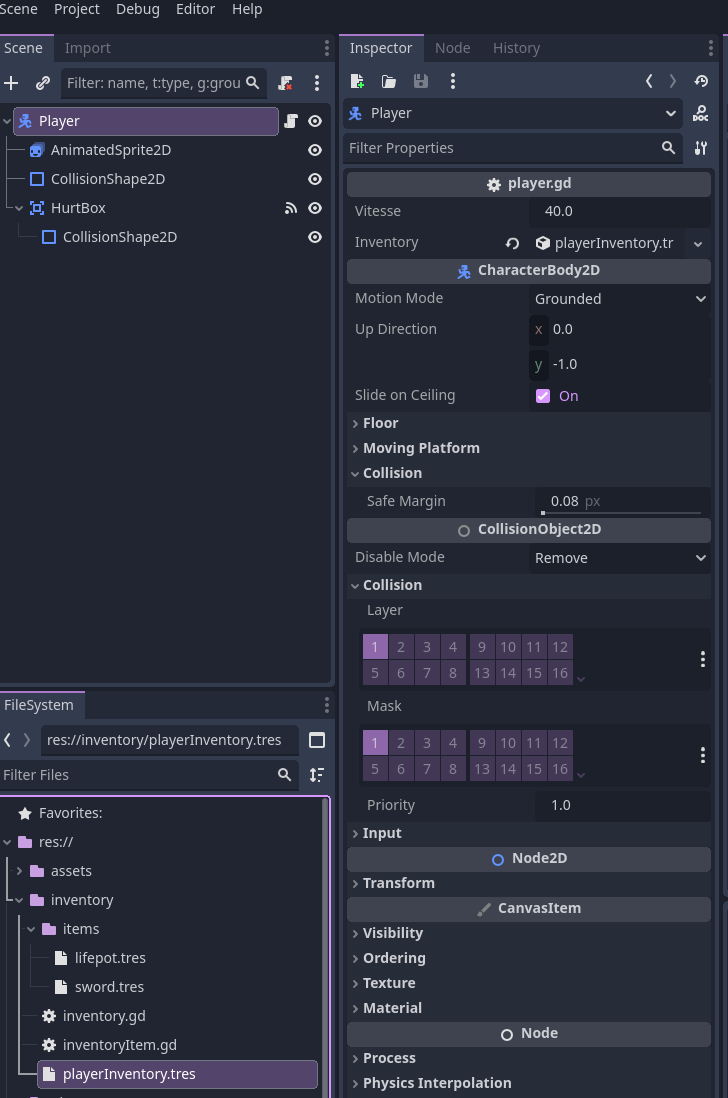 Scene Project Debug Editor Help
Scene Import
Filter: name, t:type, g:grou
Player
AnimatedSprite2D
CollisionShape2D
HurtBox
CollisionShape2D
FileSystem
res://inventory/playerInventory.tres
Filter Files
Favorites:
res://
assets
inventory
items
lifepot.tres
sword.tres
inventory.gd
inventoryItem.gd
playerInventory.tres
Inspector Node History
Player
DOC
Filter Properties
player.gd
Vitesse 40.0
Inventory playerInventory.tr
CharacterBody2D
Motion Mode Grounded
Up Direction x 0.0
y -1.0
Slide on Ceiling On
Floor
Moving Platform
Collision
Safe Margin 0.08 px
CollisionObject2D
Disable Mode Remove
Collision
Layer
1 2 3 4 9 10 11 12
5 6 7 8 13 14 15 16
Mask
1 2 3 4 9 10 11 12
5 6 7 8 13 14 15 16
Priority 1.0
Input
Node2D
Transform
CanvasItem
Visibility
Ordering
Texture
Material
Node
Process
Physics Interpolation